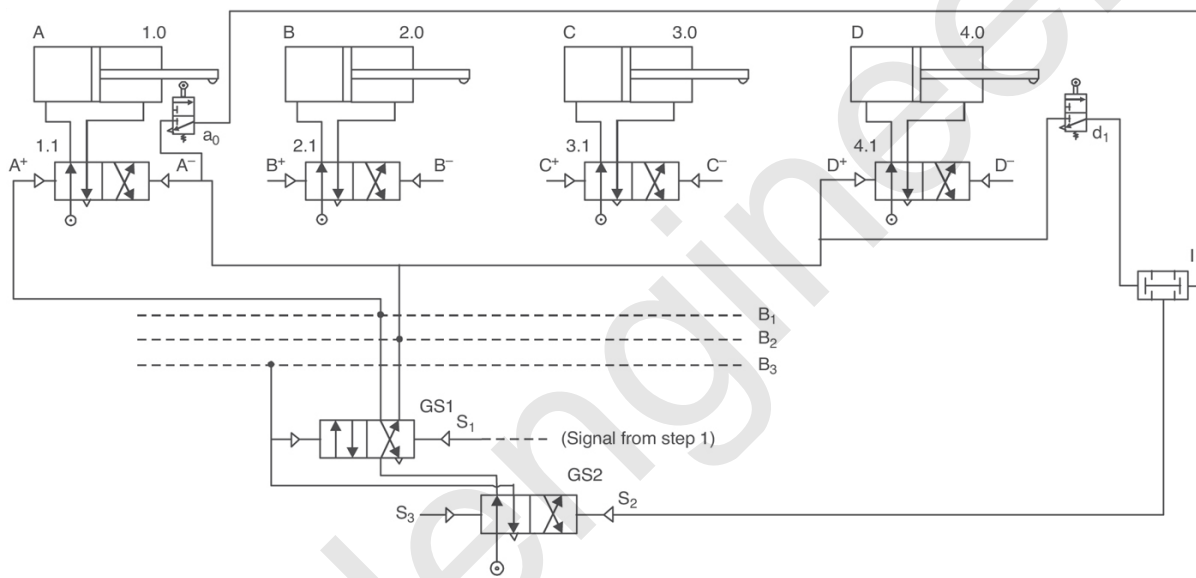 A 1.0 B 2.0 C 3.0 D 4.0
a₀ d₁
1.1 2.1 3.1 4.1
A⁺ A⁻ B⁺ B⁻ C⁺ C⁻ D⁺ D⁻
I
B₁
B₂
B₃
GS1
S₁ (Signal from step 1)
GS2
S₃ S₂
engineer